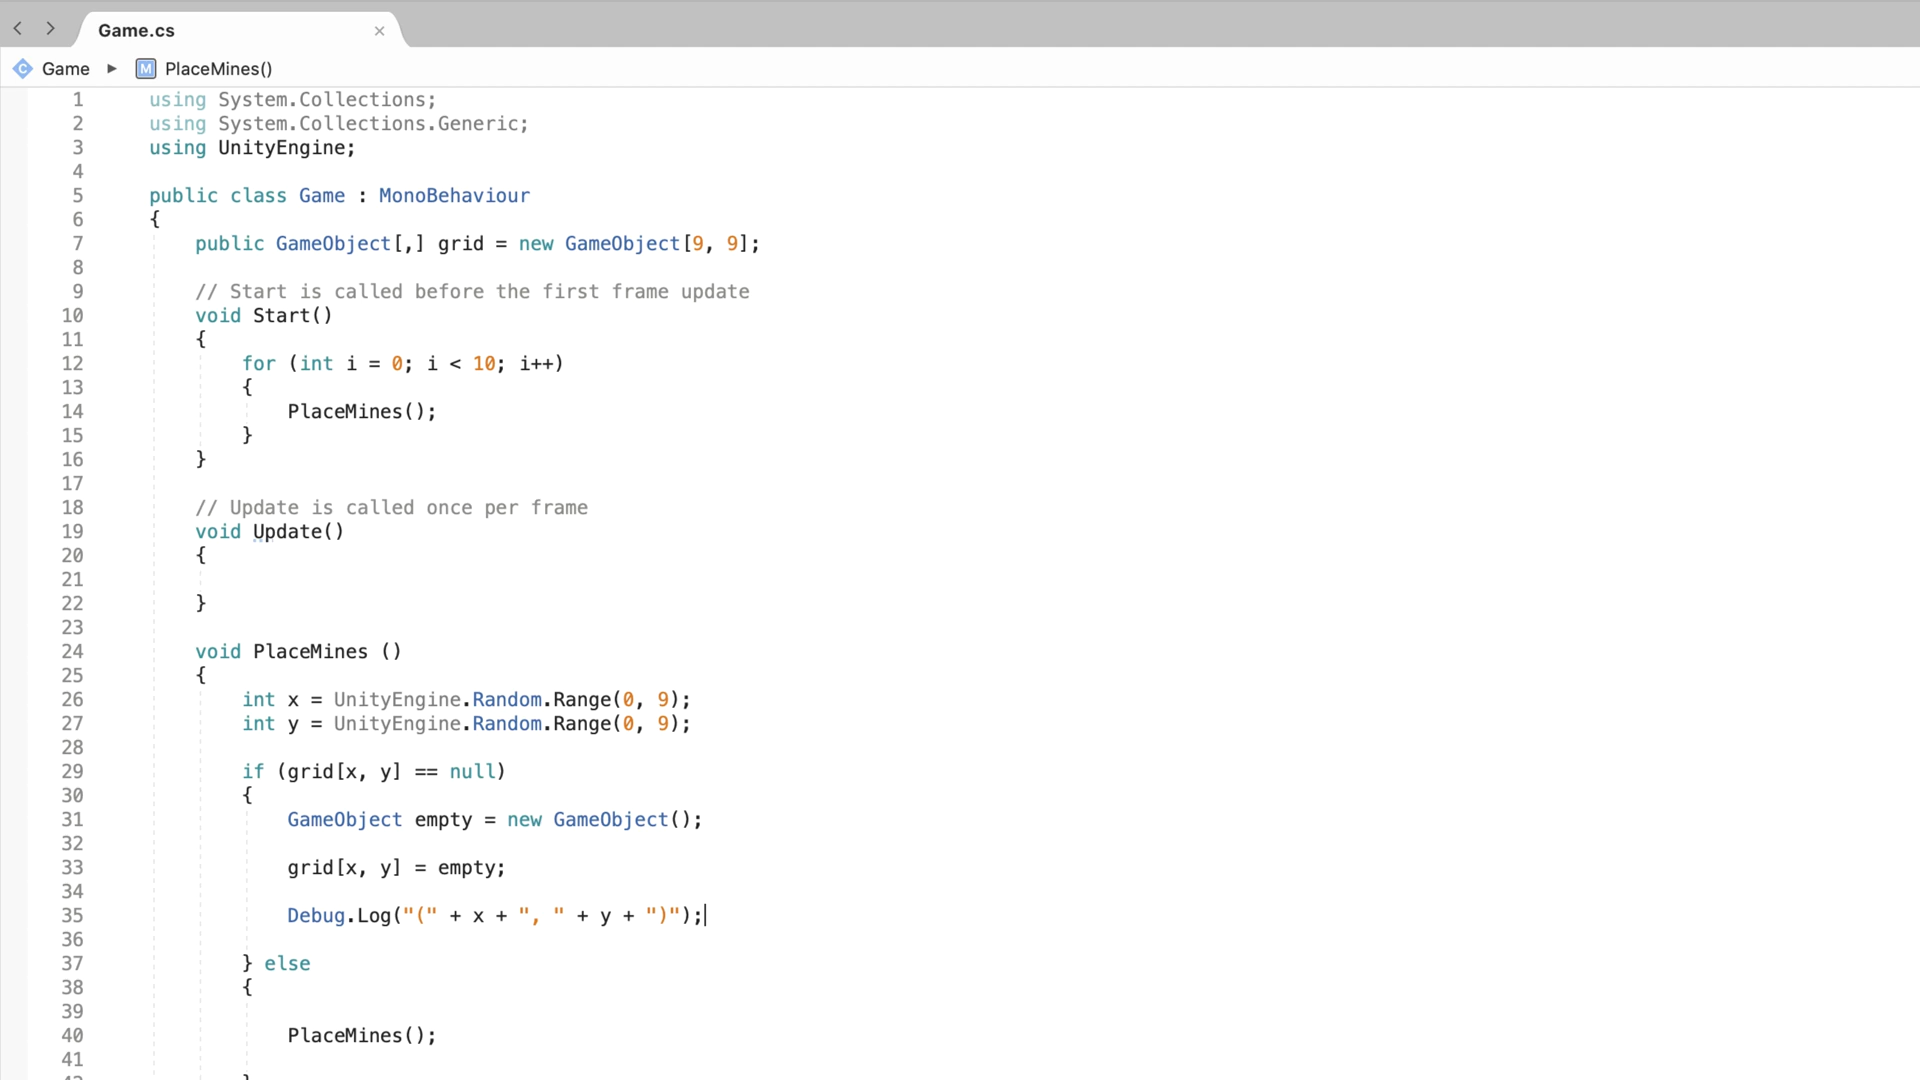 Game.cs
Game ▶ M PlaceMines()
1 using System.Collections;
2 using System.Collections.Generic;
3 using UnityEngine;
4
5 public class Game : MonoBehaviour
6 {
7 public GameObject[,] grid = new GameObject[9, 9];
8
9 // Start is called before the first frame update
10 void Start()
11 {
12 for (int i = 0; i < 10; i++)
13 {
14 PlaceMines();
15 }
16 }
17
18 // Update is called once per frame
19 void Update()
20 {
21
22 }
23
24 void PlaceMines ()
25 {
26 int x = UnityEngine.Random.Range(0, 9);
27 int y = UnityEngine.Random.Range(0, 9);
28
29 if (grid[x, y] == null)
30 {
31 GameObject empty = new GameObject();
32
33 grid[x, y] = empty;
34
35 Debug.Log("(" + x + ", " + y + ")");
36
37 } else
38 {
39
40 PlaceMines();
41